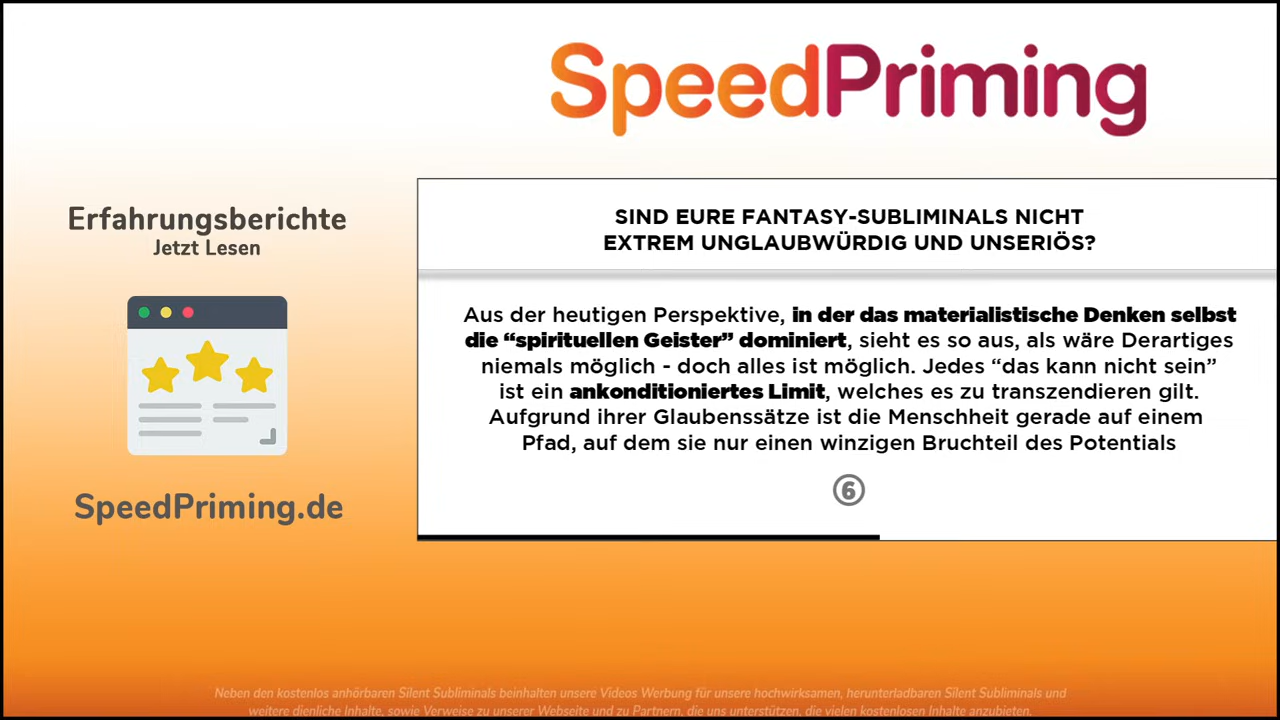 SpeedPriming
Erfahrungsberichte
Jetzt Lesen
SpeedPriming.de
SIND EURE FANTASY-SUBLIMINALS NICHT
EXTREM UNGLAUBWÜRDIG UND UNSERIÖS?
Aus der heutigen Perspektive, in der das materialistische Denken selbst
die “spirituellen Geister” dominiert, sieht es so aus, als wäre Derartiges
niemals möglich - doch alles ist möglich. Jedes “das kann nicht sein”
ist ein ankonditioniertes Limit, welches es zu transzendieren gilt.
Aufgrund ihrer Glaubenssätze ist die Menschheit gerade auf einem
Pfad, auf dem sie nur einen winzigen Bruchteil des Potentials
6
Neben den kostenlos anhörbaren Silent Subliminals beinhalten unsere Videos Werbung für unsere hochwirksamen, herunterladbaren Silent Subliminals und
weitere dienliche Inhalte, sowie Verweise zu unserer Webseite und zu Partnern, die uns unterstützen, die vielen kostenlosen Inhalte anzubieten.